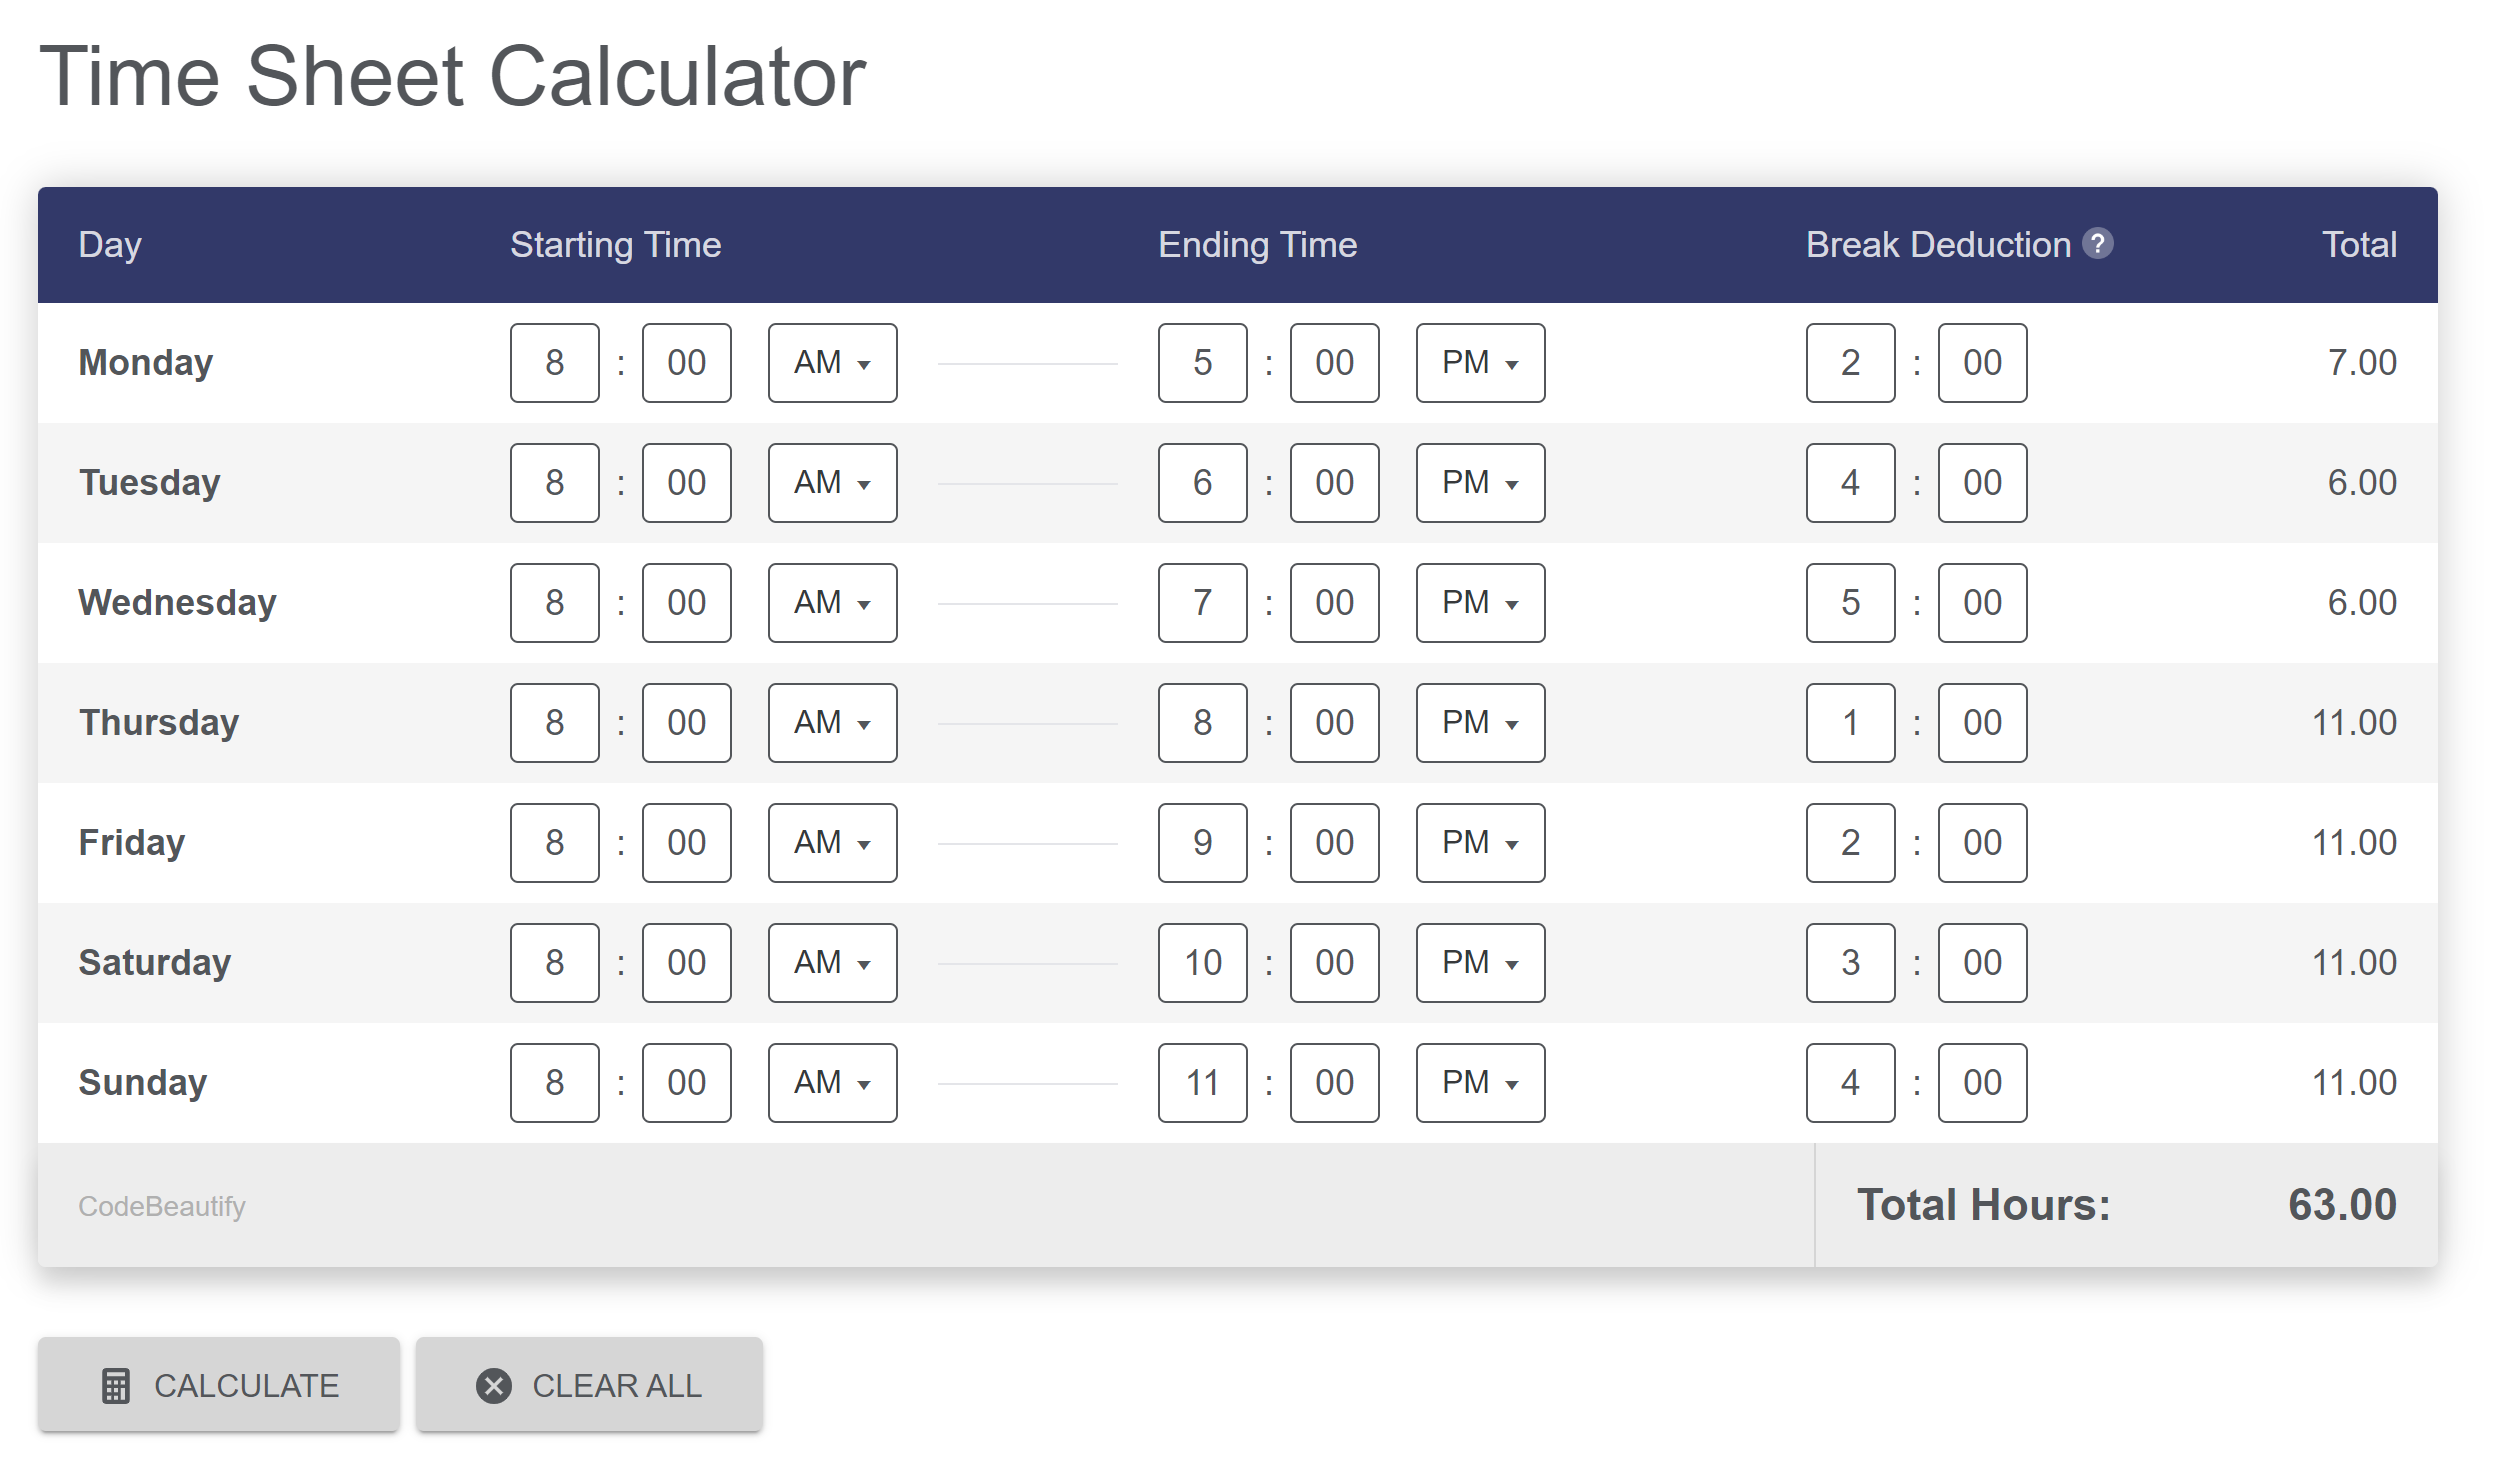 Time Sheet Calculator
Day Starting Time Ending Time Break Deduction ? Total
Monday 8 : 00 AM 5 : 00 PM 2 : 00 7.00
Tuesday 8 : 00 AM 6 : 00 PM 4 : 00 6.00
Wednesday 8 : 00 AM 7 : 00 PM 5 : 00 6.00
Thursday 8 : 00 AM 8 : 00 PM 1 : 00 11.00
Friday 8 : 00 AM 9 : 00 PM 2 : 00 11.00
Saturday 8 : 00 AM 10 : 00 PM 3 : 00 11.00
Sunday 8 : 00 AM 11 : 00 PM 4 : 00 11.00
CodeBeautify Total Hours: 63.00
CALCULATE CLEAR ALL